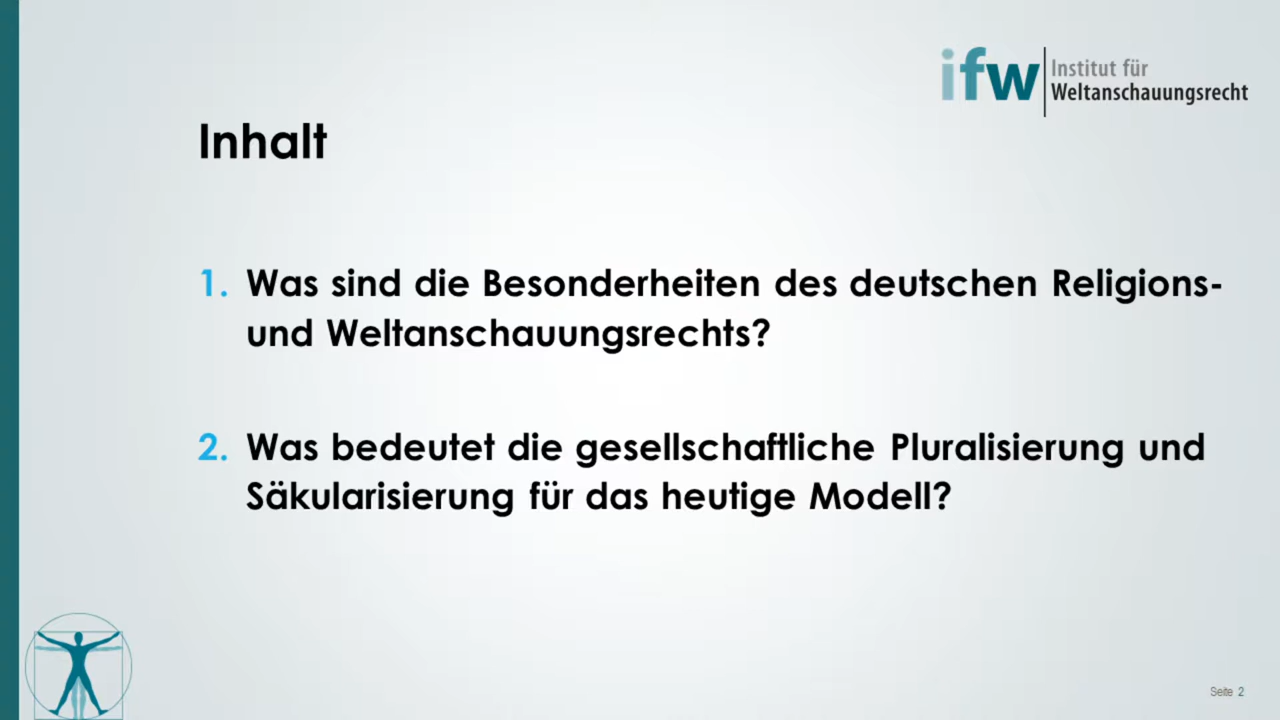 ifw
Institut für
Weltanschauungsrecht
Inhalt
1. Was sind die Besonderheiten des deutschen Religions-
und Weltanschauungsrechts?
2. Was bedeutet die gesellschaftliche Pluralisierung und
Säkularisierung für das heutige Modell?
Seite 2